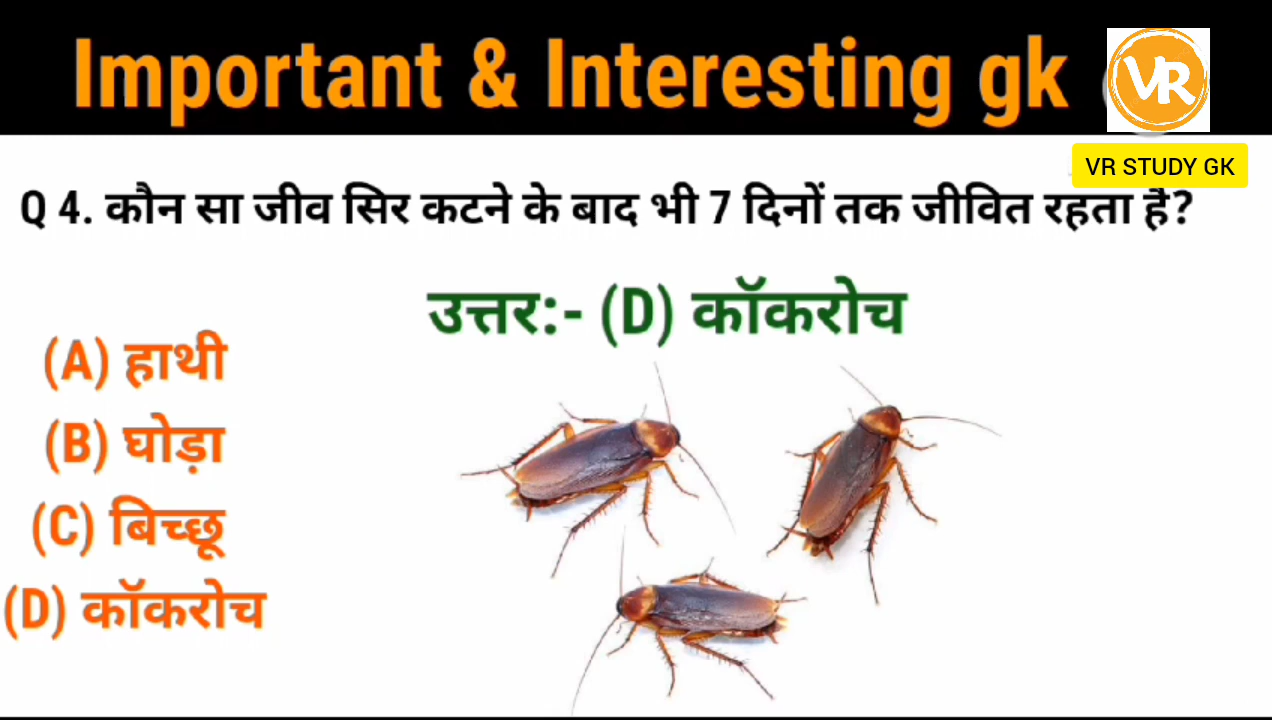 Important & Interesting gk
VR
VR STUDY GK
Q 4. कौन सा जीव सिर कटने के बाद भी 7 दिनों तक जीवित रहता है?
उत्तर:- (D) कॉकरोच
(A) हाथी
(B) घोड़ा
(C) बिच्छू
(D) कॉकरोच